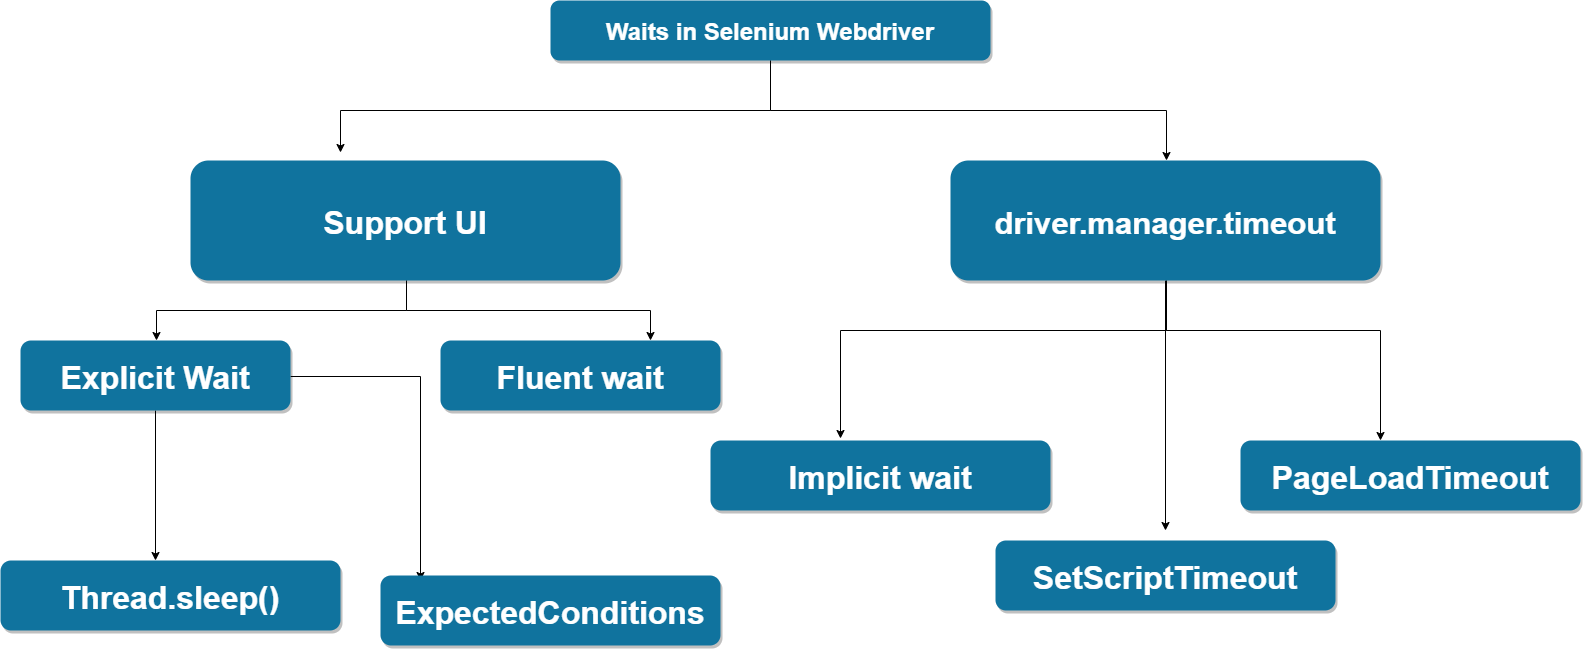 Waits in Selenium Webdriver
Support UI
driver.manager.timeout
Explicit Wait
Fluent wait
Implicit wait
PageLoadTimeout
SetScriptTimeout
Thread.sleep()
ExpectedConditions